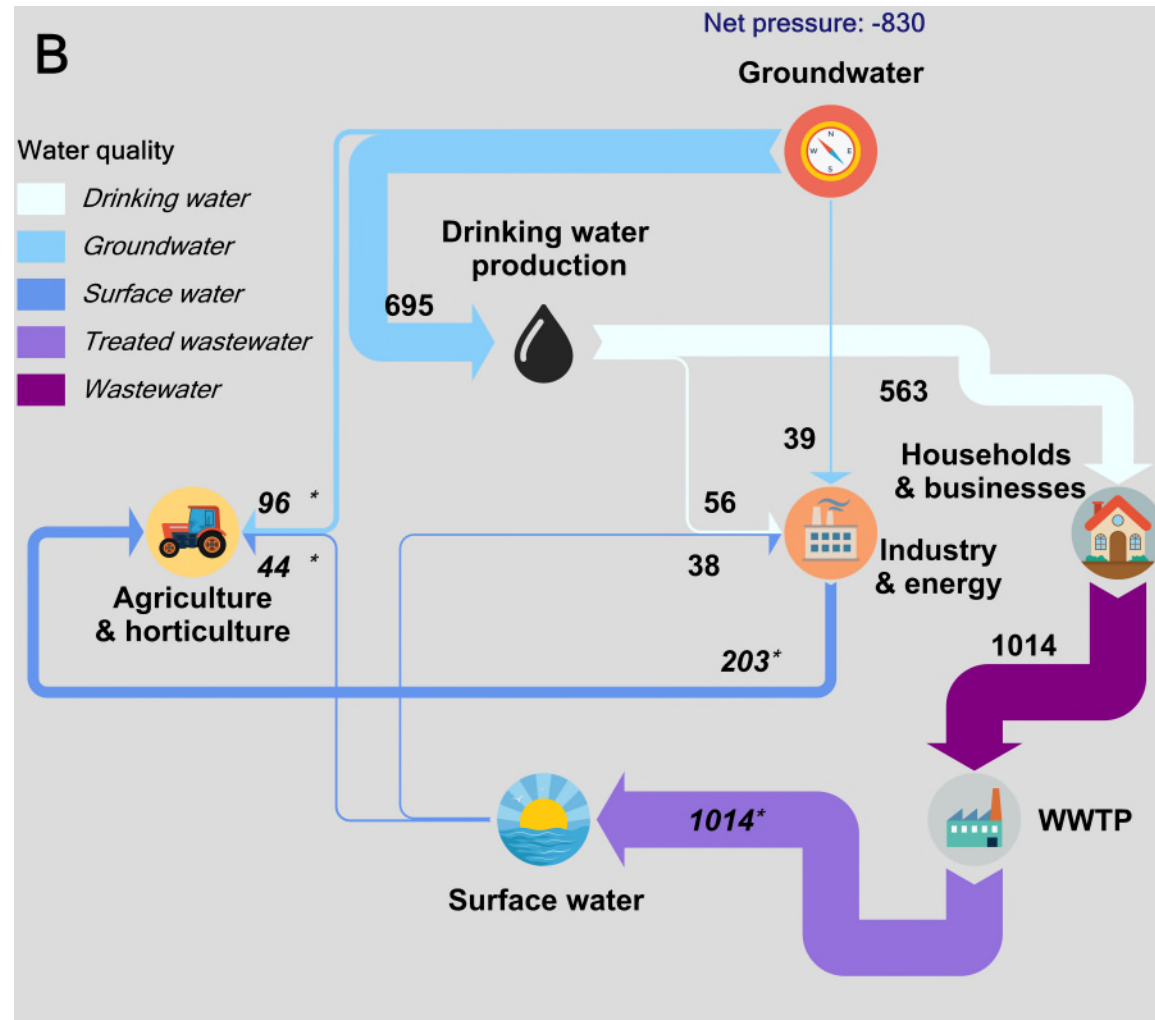 Net pressure: -830
B
Groundwater
Water quality
Drinking water
Groundwater
Surface water
Treated wastewater
Wastewater
N
W E
S
Drinking water
production
695
563
39
Households
& businesses
96 *
56
44 *
38
Industry
& energy
Agriculture
& horticulture
203*
1014
1014*
WWTP
Surface water